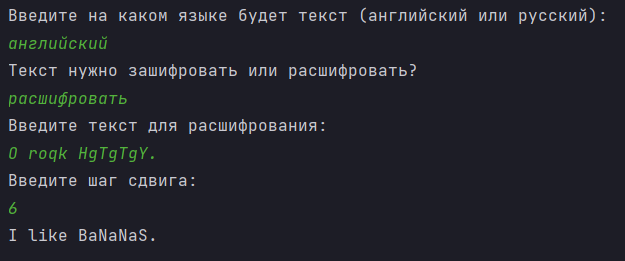 Введите на каком языке будет текст (английский или русский):
английский
Текст нужно зашифровать или расшифровать?
расшифровать
Введите текст для расшифрования:
O roqk HgTgTgY.
Введите шаг сдвига:
6
I like BaNaNaS.